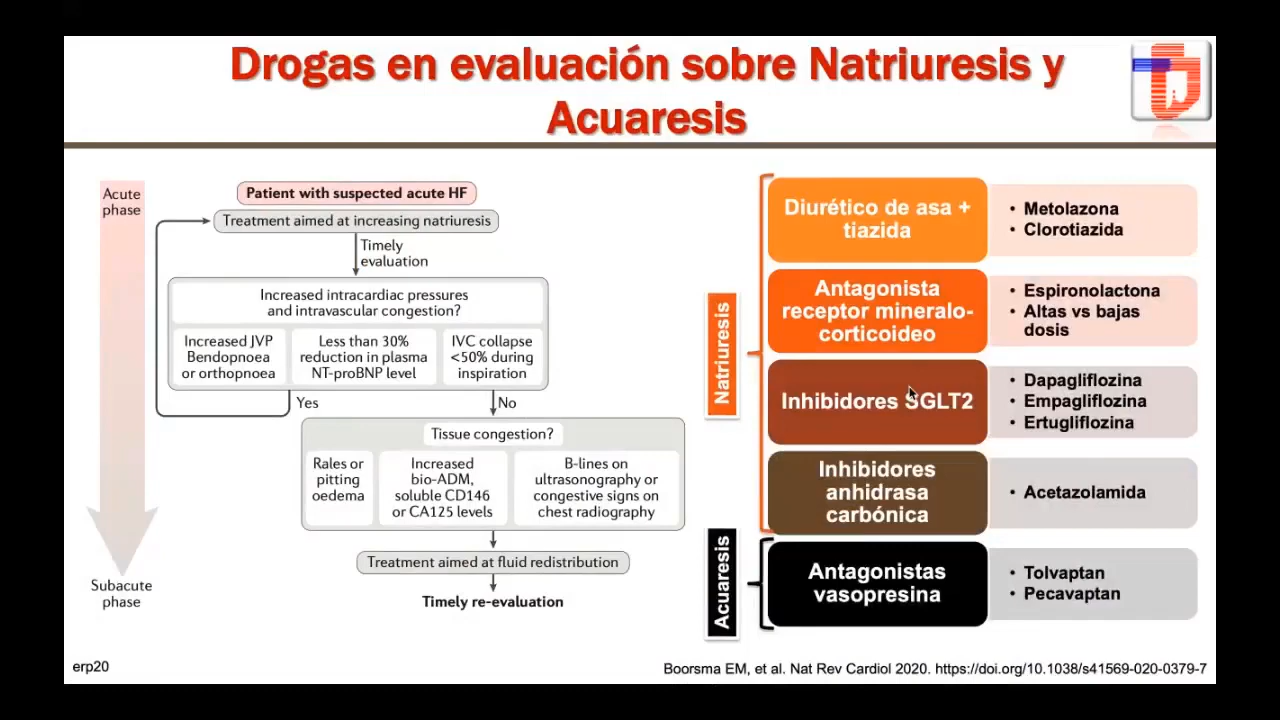 Drogas en evaluación sobre Natriuresis y
Acuaresis
Acute
phase
Patient with suspected acute HF
Treatment aimed at increasing natriuresis
Timely
evaluation
Increased intracardiac pressures
and intravascular congestion?
Increased JVP
Bendopnoea
or orthopnoea
Less than 30%
reduction in plasma
NT-proBNP level
IVC collapse
<50% during
inspiration
Yes
No
Tissue congestion?
Rales or
pitting
oedema
Increased
bio-ADM,
soluble CD146
or CA125 levels
B-lines on
ultrasonography or
congestive signs on
chest radiography
Treatment aimed at fluid redistribution
Timely re-evaluation
Subacute
phase
Natriuresis
Diurético de asa +
tiazida
• Metolazona
• Clorotiazida
Antagonista
receptor mineralo-
corticoideo
• Espironolactona
• Altas vs bajas
dosis
Inhibidores SGLT2
• Dapagliflozina
• Empagliflozina
• Ertugliflozina
Inhibidores
anhidrasa
carbónica
• Acetazolamida
Acuaresis
Antagonistas
vasopresina
• Tolvaptan
• Pecavaptan
erp20
Boorsma EM, et al. Nat Rev Cardiol 2020. https://doi.org/10.1038/s41569-020-0379-7